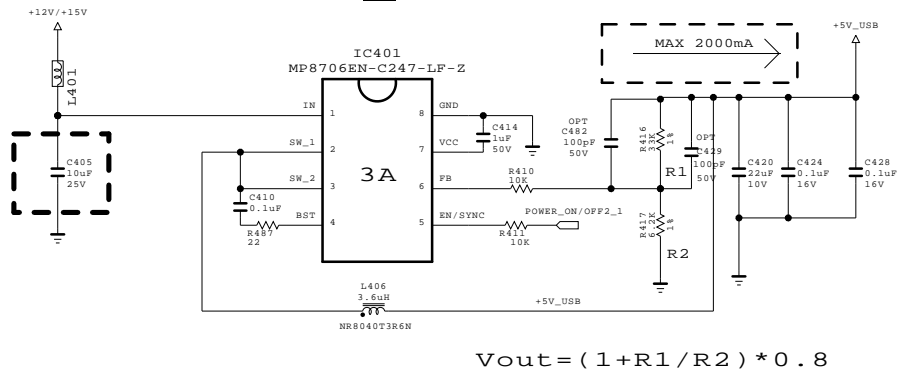 +12V/+15V
L401
C405
10uF
25V
IC401
MP8706EN-C247-LF-Z
IN
1
SW_1
2
SW_2
3
BST
4
3A
8
GND
7
VCC
6
FB
5
EN/SYNC
C410
0.1uF
R487
22
C414
1uF
50V
R410
10K
R411
10K
POWER_ON/OFF2_1
OPT
C482
100pF
50V
R416
33K
1%
R1
OPT
C429
100pF
50V
R417
6.2K
1%
R2
MAX 2000mA
+5V_USB
C420
22uF
10V
C424
0.1uF
16V
C428
0.1uF
16V
L406
3.6uH
NR8040T3R6N
+5V_USB
Vout=(1+R1/R2)*0.8